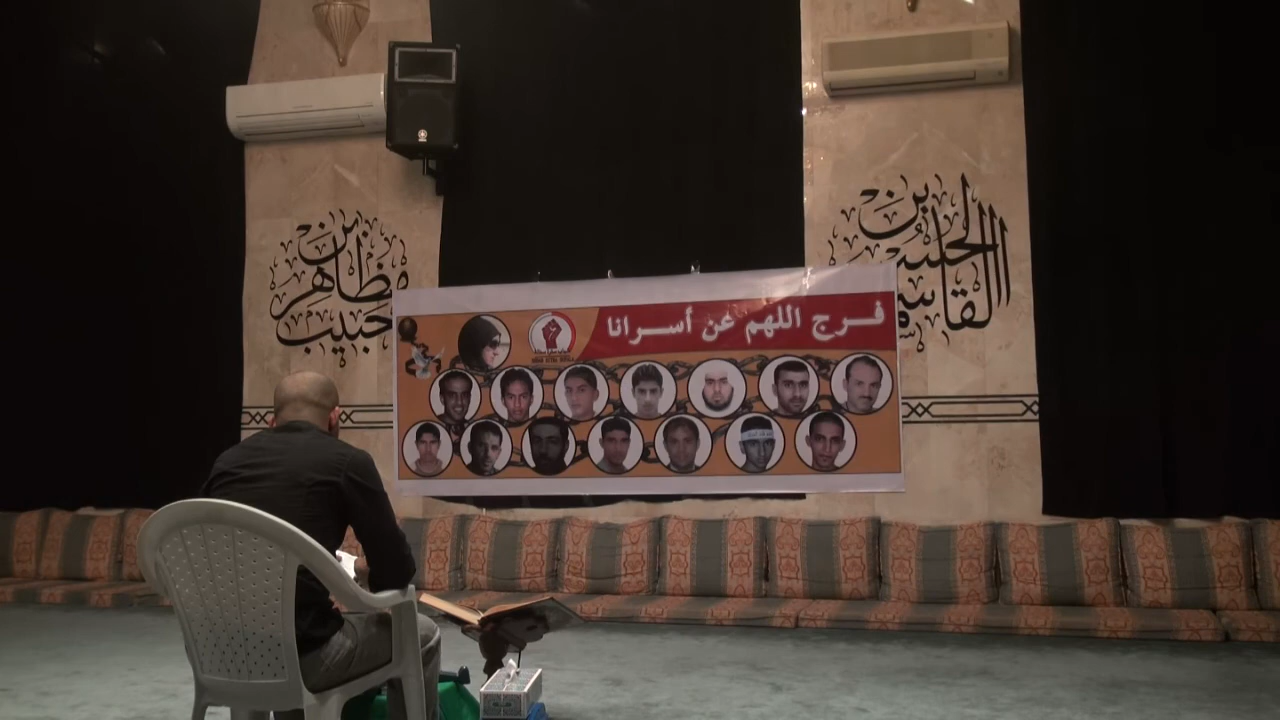 فرج اللهم عن أسرانا
القاسم
بن
الحسن
حبيب
بن
مظاهر